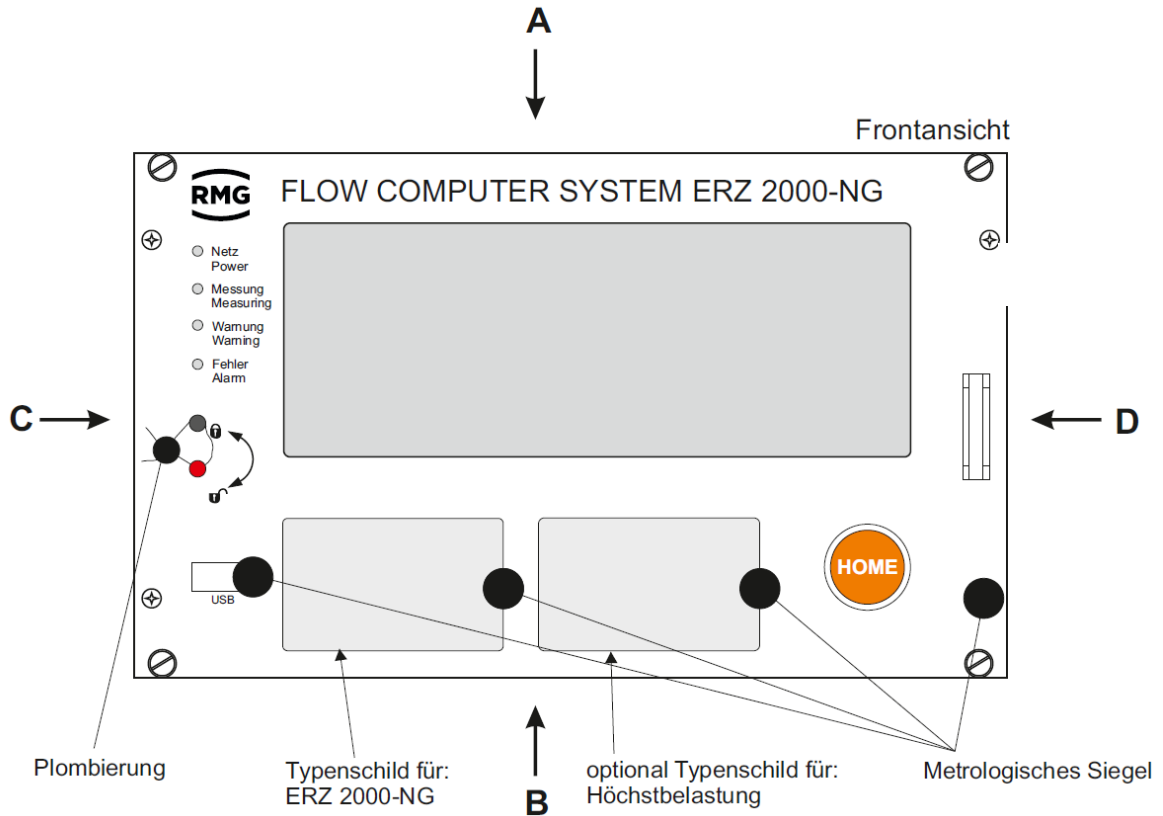 A
Frontansicht
RMG
FLOW COMPUTER SYSTEM ERZ 2000-NG
Netz
Power
Messung
Measuring
Warnung
Warning
Fehler
Alarm
C
D
HOME
USB
Plombierung
Typenschild für:
ERZ 2000-NG
B
optional Typenschild für:
Höchstbelastung
Metrologisches Siegel